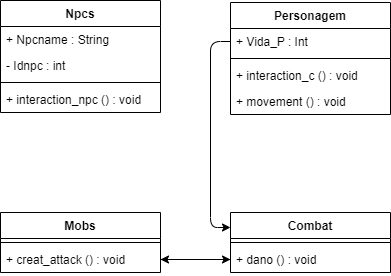 Npcs
+ Npcname : String
- Idnpc : int
+ interaction_npc () : void
Personagem
+ Vida_P : Int
+ interaction_c () : void
+ movement () : void
Mobs
+ creat_attack () : void
Combat
+ dano () : void